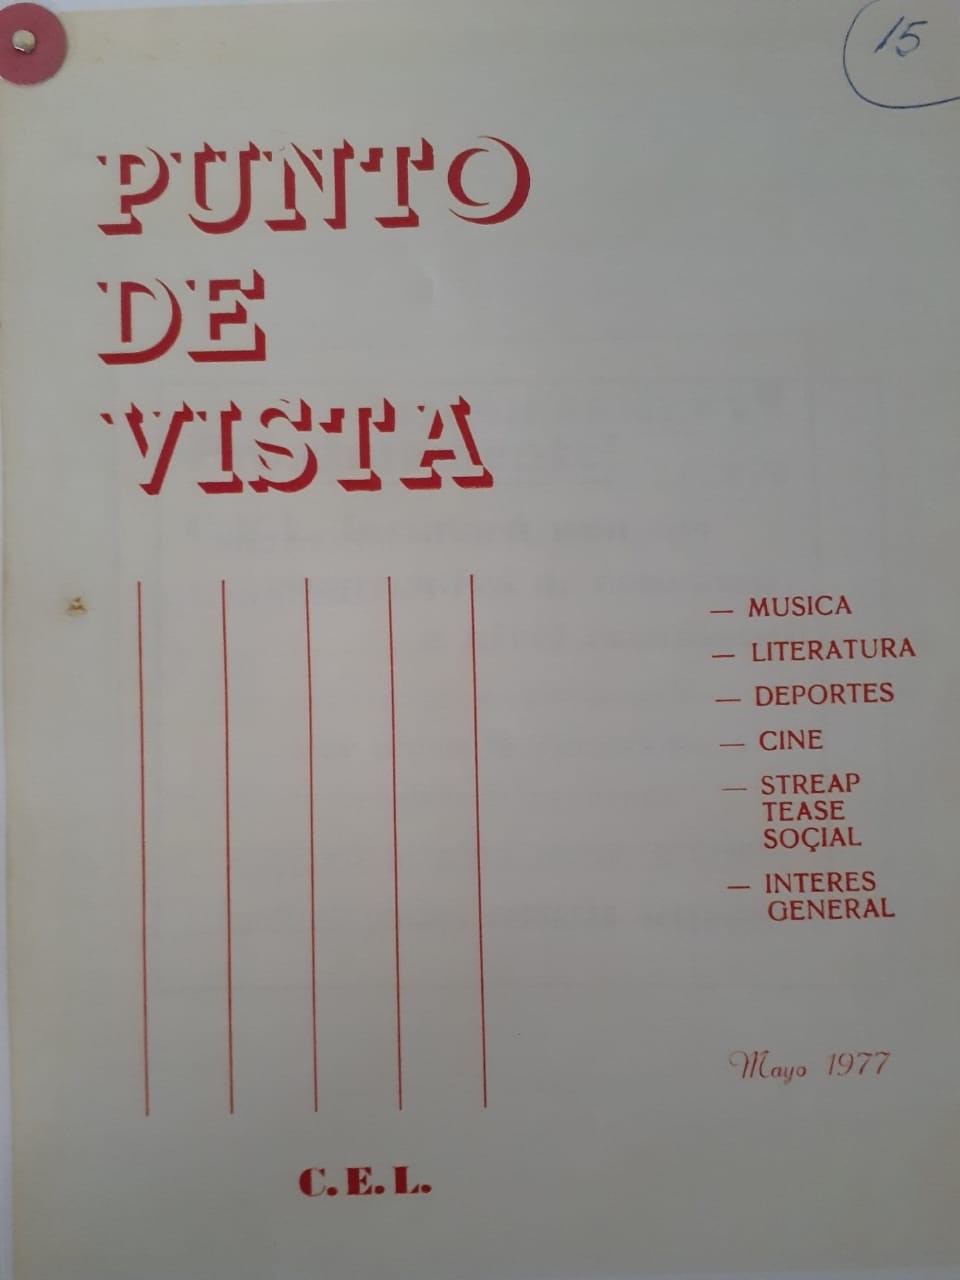 15
PUNTO
DE
VISTA
— MUSICA
— LITERATURA
— DEPORTES
— CINE
— STREAP
TEASE
SOÇIAL
— INTERES
GENERAL
Mayo 1977
C. E. L.